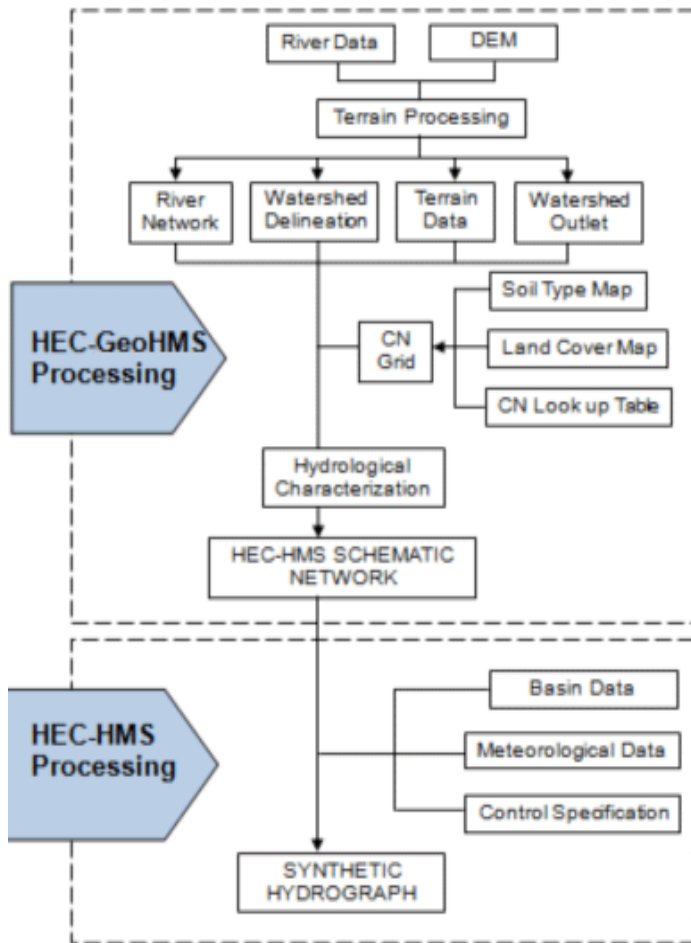 River Data
DEM
Terrain Processing
River
Network
Watershed
Delineation
Terrain
Data
Watershed
Outlet
HEC-GeoHMS
Processing
CN
Grid
Soil Type Map
Land Cover Map
CN Look up Table
Hydrological
Characterization
HEC-HMS SCHEMATIC
NETWORK
HEC-HMS
Processing
Basin Data
Meteorological Data
Control Specification
SYNTHETIC
HYDROGRAPH